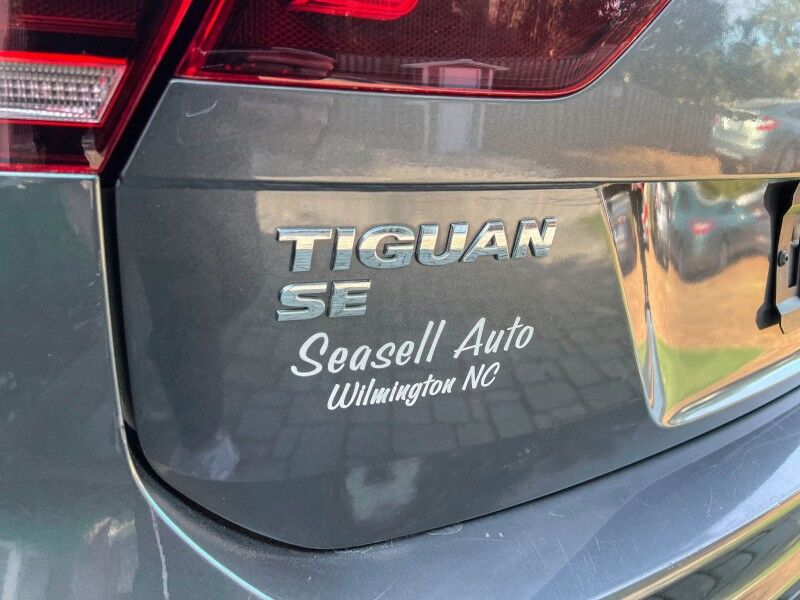 TIGUAN
SE
Seasell Auto
Wilmington NC